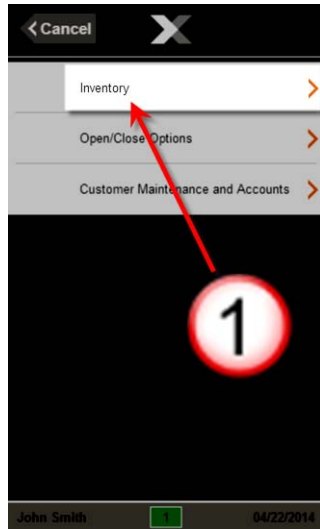 Cancel
Inventory
Open/Close Options
Customer Maintenance and Accounts
1
John Smith 1 04/22/2014